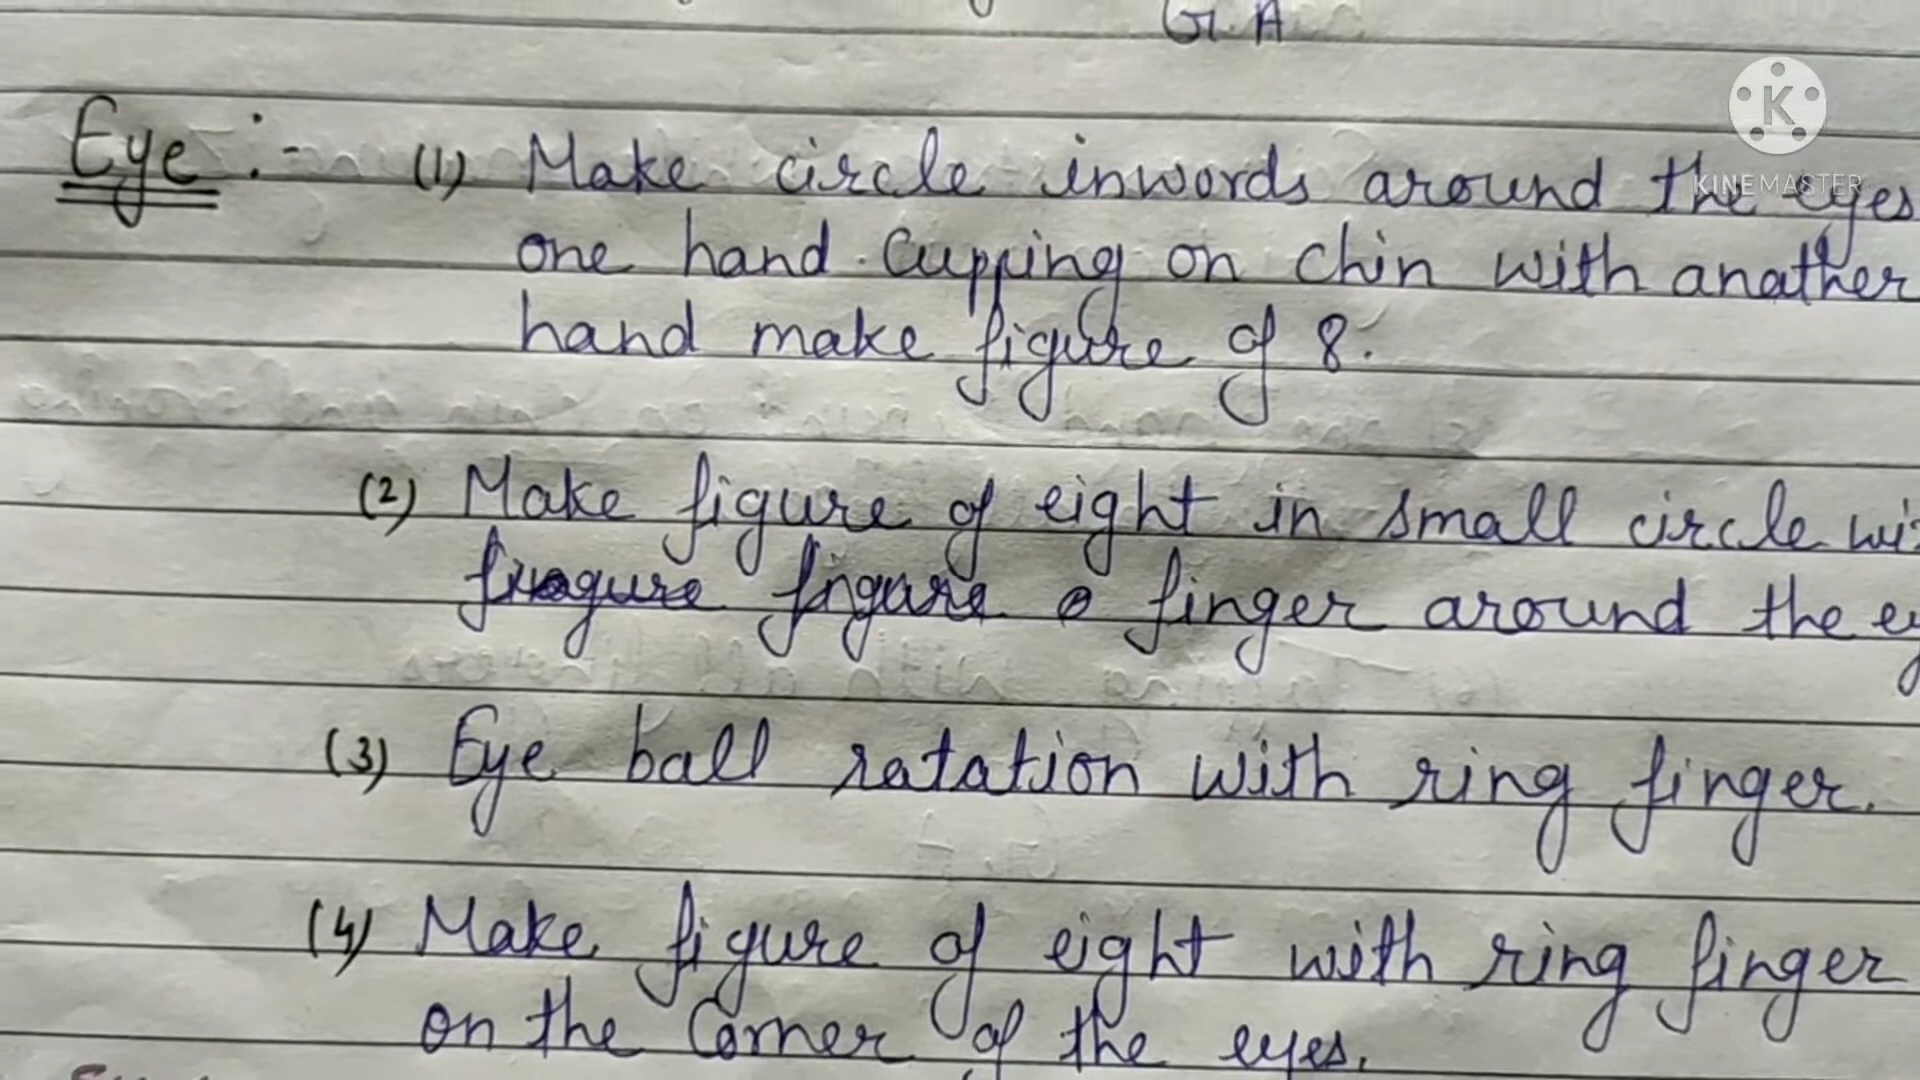 G.A
Eye :- (1) Make circle inwords around the eyes
one hand cupping on chin with anather
hand make figure of 8.
(2) Make figure of eight in small circle
finger around the
(3) Eye ball ratation with ring finger.
(4) Make figure of eight with ring finger
on the Corner of the eyes.
K
KINEMASTER